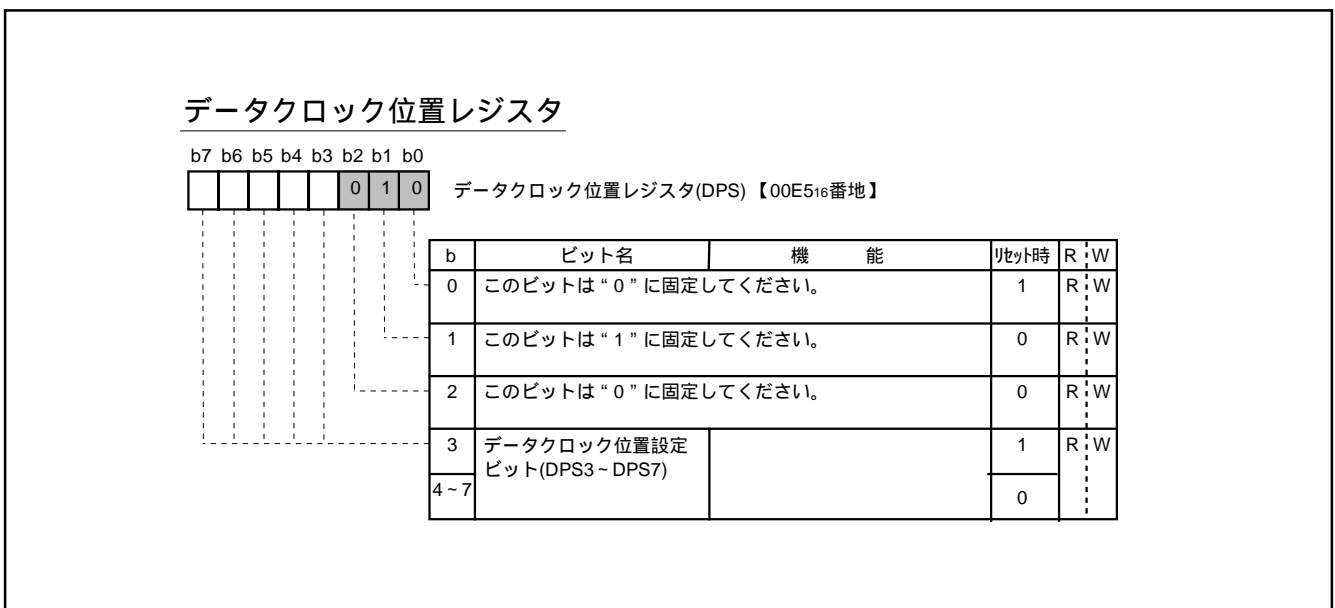 データクロック位置レジスタ
b7 b6 b5 b4 b3 b2 b1 b0
0 1 0 データクロック位置レジスタ(DPS)【00E516番地】
b ビット名 機 能 リセット時 R W
0 このビットは“0”に固定してください。 1 R W
1 このビットは“1”に固定してください。 0 R W
2 このビットは“0”に固定してください。 0 R W
3 データクロック位置設定 1 R W
ビット(DPS3~DPS7)
4~7 0